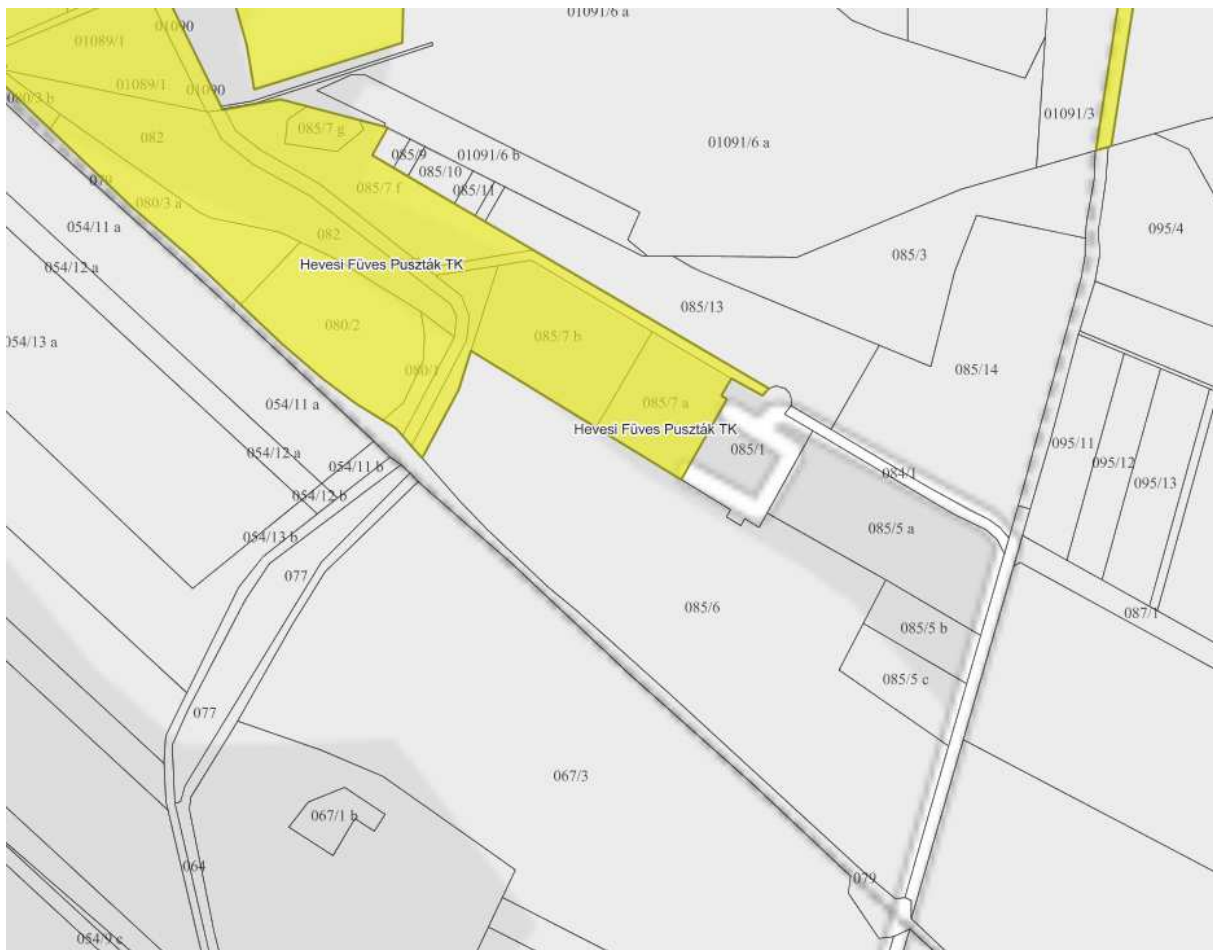 01091/6 a
01090
01089/1
01089/1
01090
080/3 b
01091/3
085/7 g
082
01091/6 a
085/9
01091/6 b
085/10
079
085/7 f
085/11
080/3 a
054/11 a
095/4
082
085/3
Hevesi Füves Puszták TK
054/12 a
085/13
080/2
085/7 b
054/13 a
080/1
085/14
054/11 a
085/7 a
Hevesi Füves Puszták TK
095/11
085/1
054/12 a
095/12
054/11 b
084/1
095/13
054/12 b
085/5 a
054/13 b
077
085/6
087/1
085/5 b
085/5 c
077
067/3
067/1 b
064
079
054/9 c